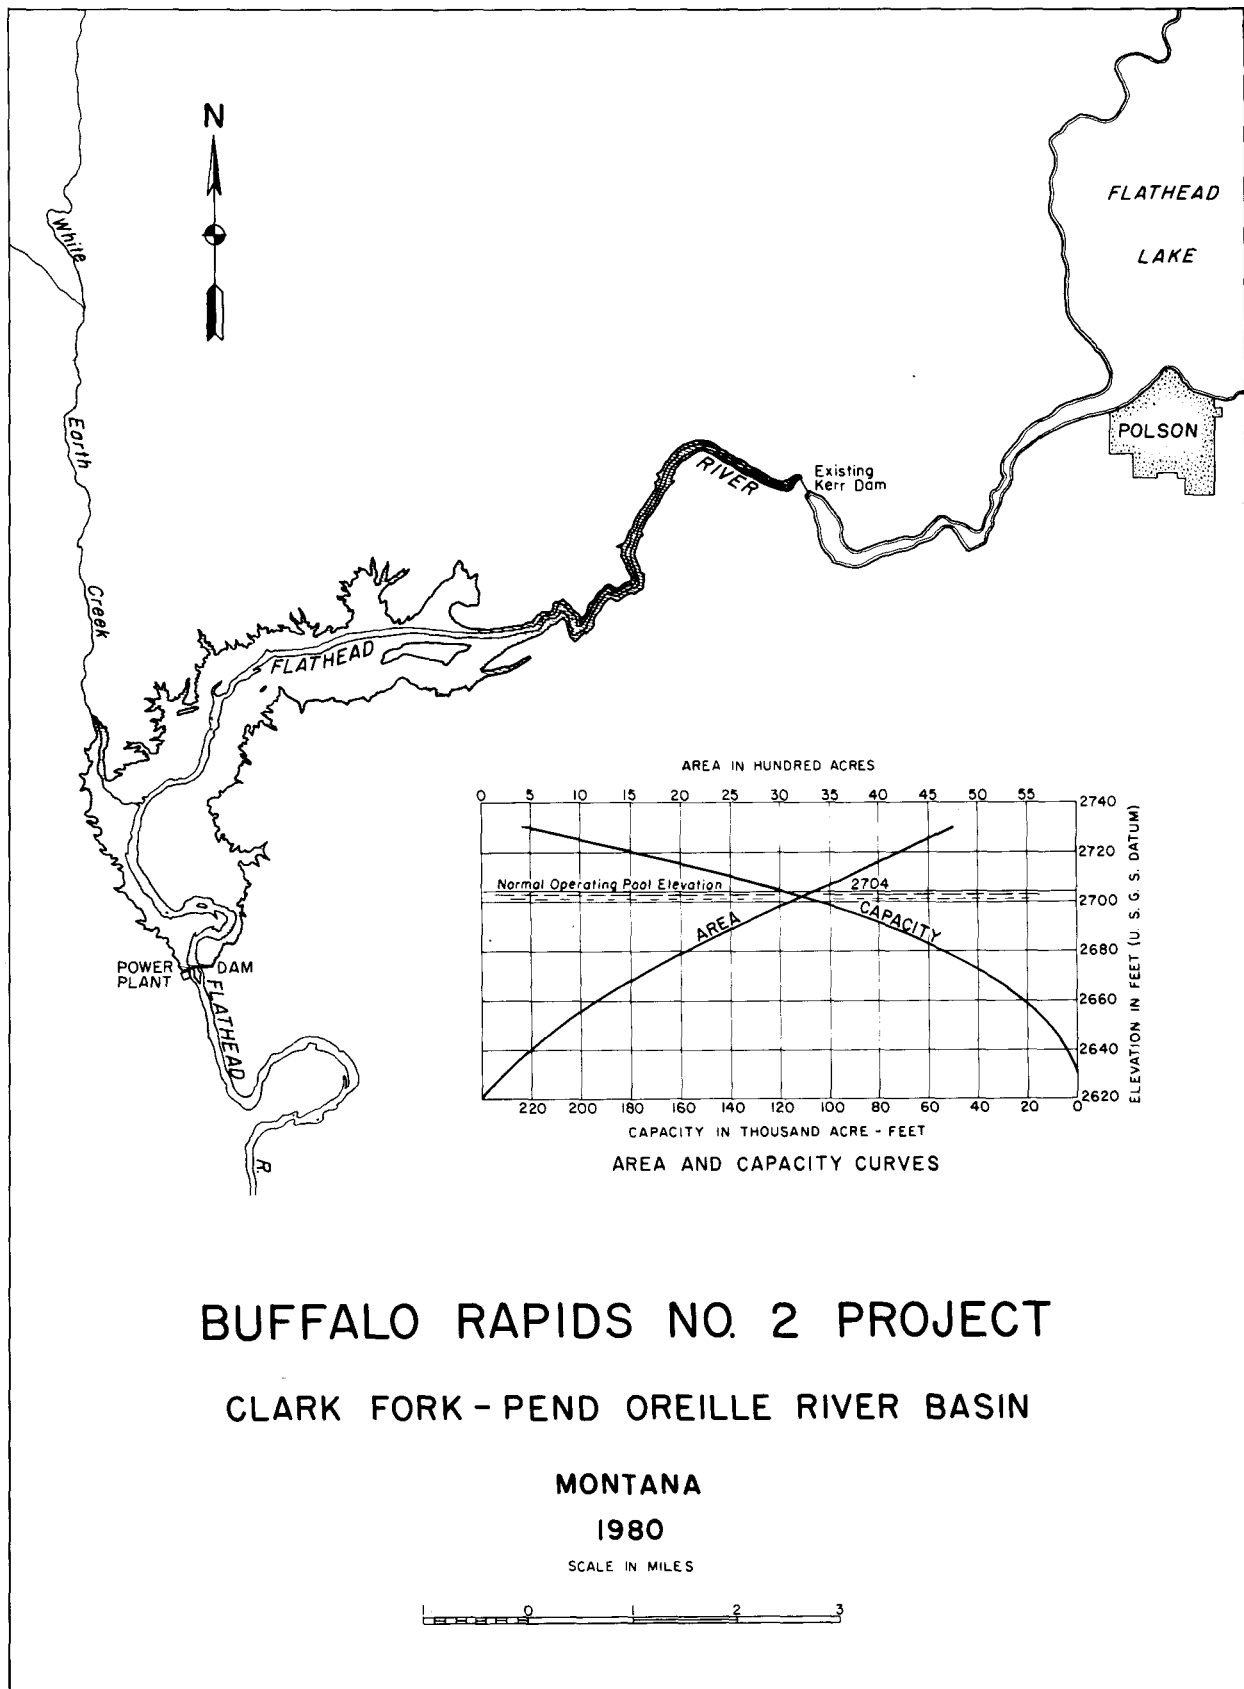 N
FLATHEAD
LAKE
White
Earth
Creek
POLSON
RIVER
Existing
Kerr Dam
FLATHEAD
POWER
PLANT
DAM
FLATHEAD
R.
AREA IN HUNDRED ACRES
0 5 10 15 20 25 30 35 40 45 50 55
2740
2720
2700
2680
2660
2640
2620
ELEVATION IN FEET (U. S. G. S. DATUM)
Normal Operating Pool Elevation 2704
AREA
CAPACITY
220 200 180 160 140 120 100 80 60 40 20 0
CAPACITY IN THOUSAND ACRE - FEET
AREA AND CAPACITY CURVES
BUFFALO RAPIDS NO. 2 PROJECT
CLARK FORK - PEND OREILLE RIVER BASIN
MONTANA
1980
SCALE IN MILES
1 0 1 2 3